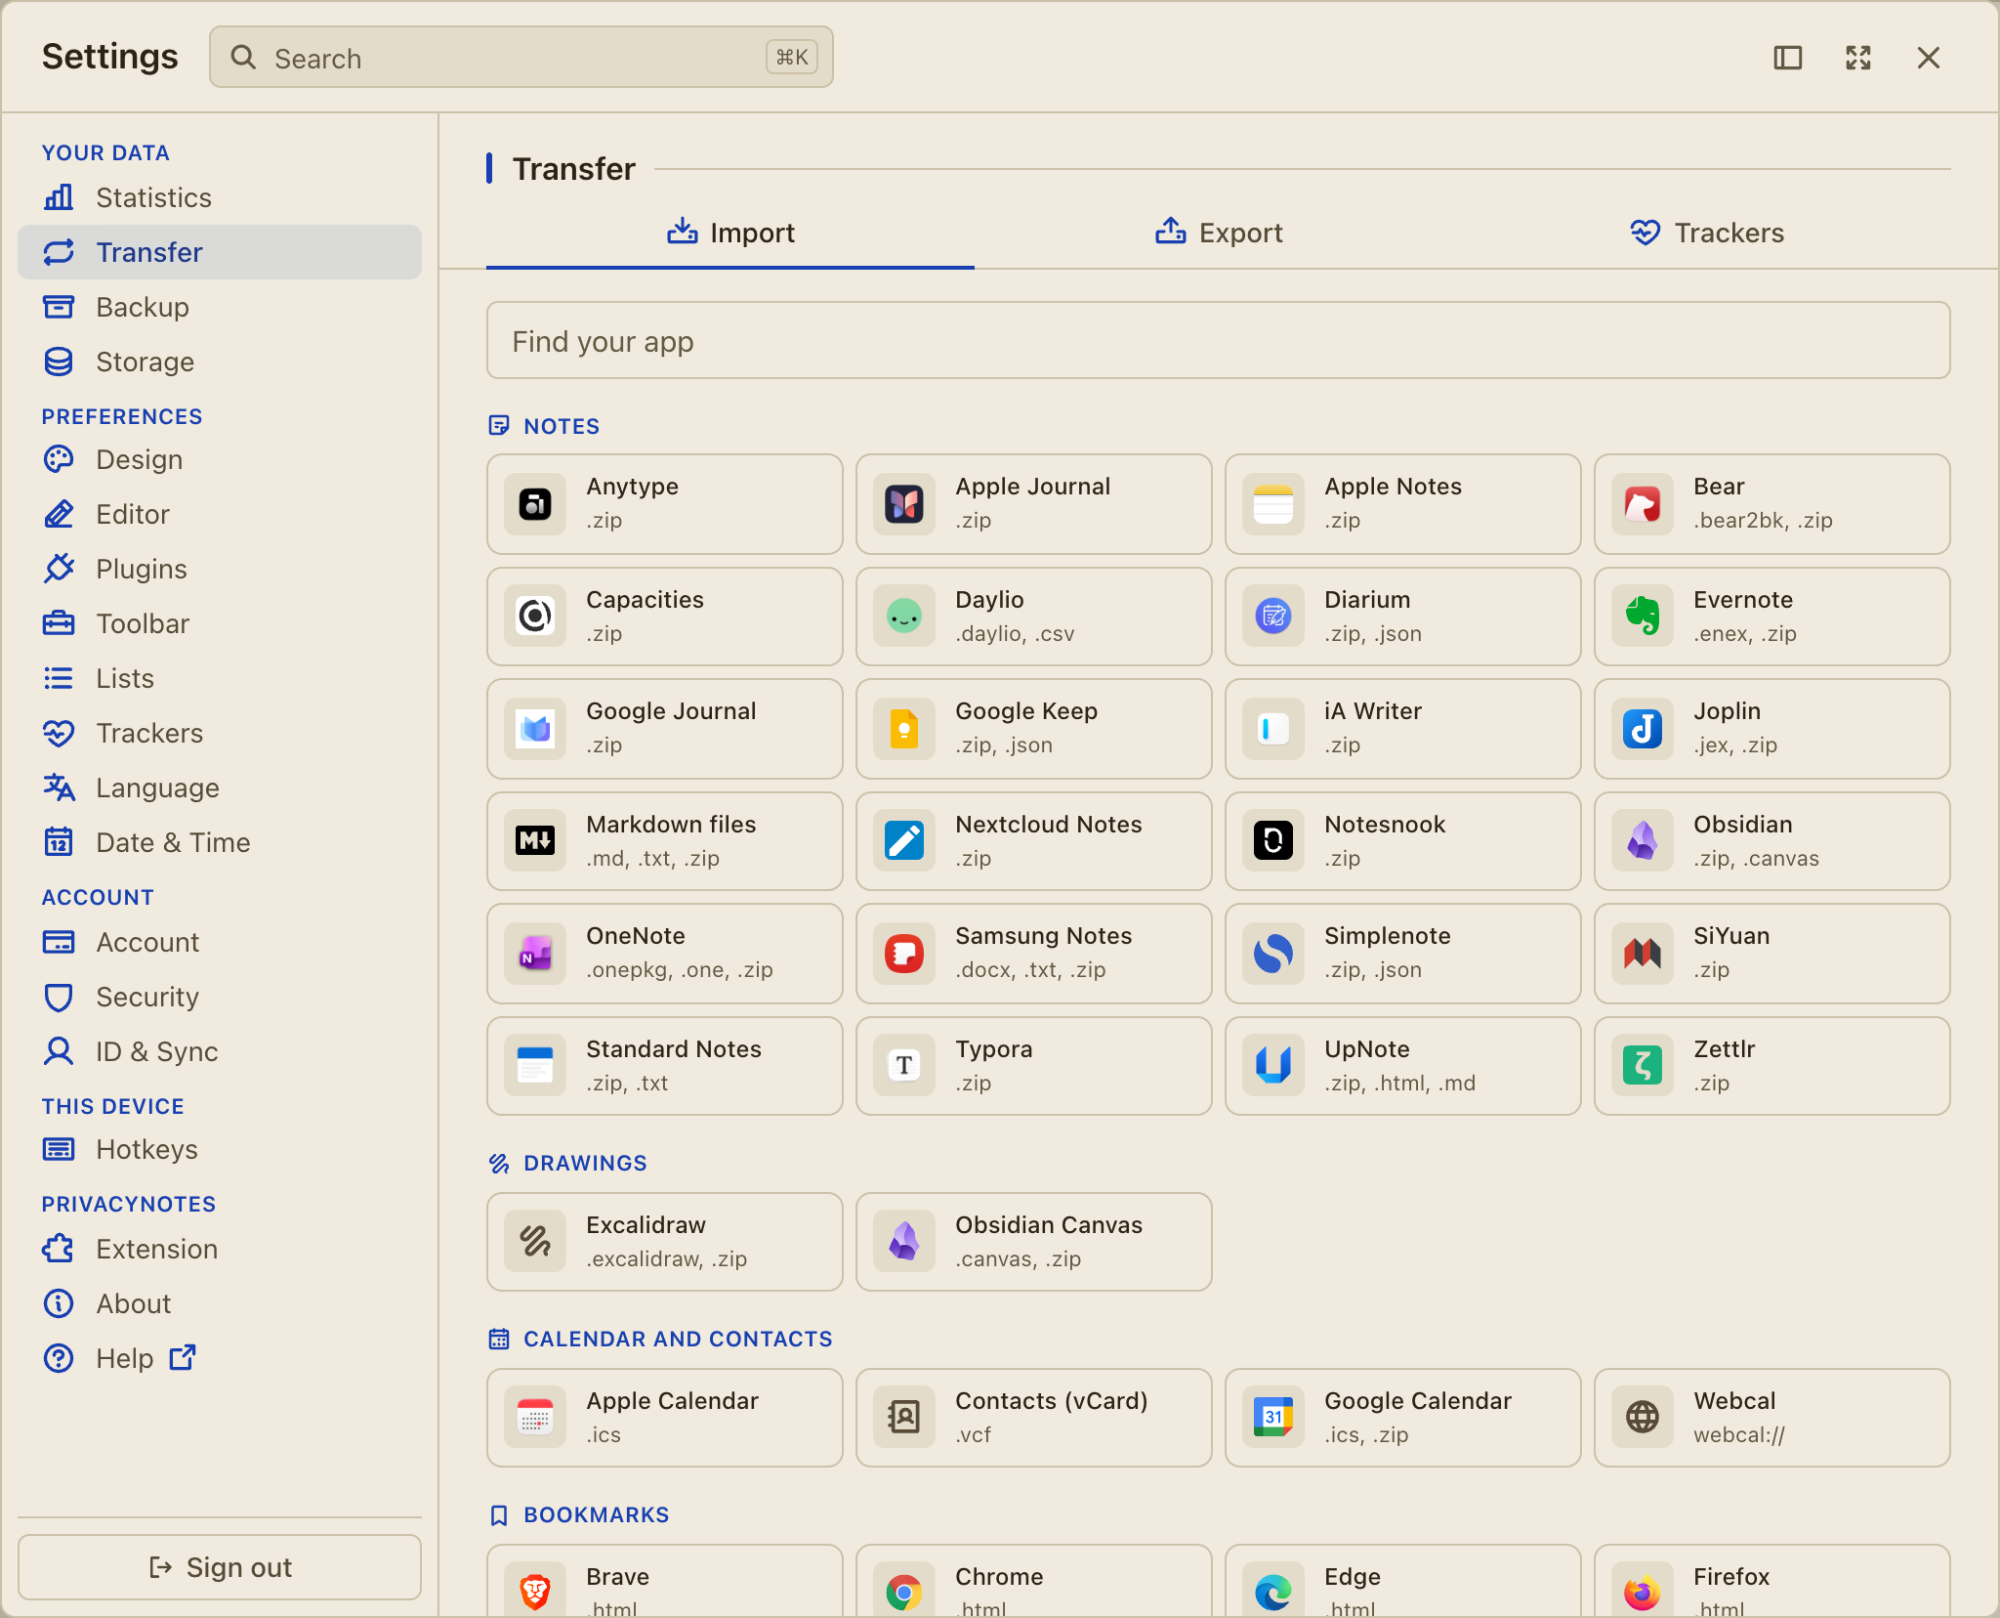 Settings
Search
⌘K
YOUR DATA
Statistics
Transfer
Backup
Storage
PREFERENCES
Design
Editor
Plugins
Toolbar
Lists
Trackers
Language
12
Date & Time
ACCOUNT
Account
Security
ID & Sync
THIS DEVICE
Hotkeys
PRIVACYNOTES
Extension
About
Help
Sign out
Transfer
Import
Export
Trackers
Find your app
NOTES
Anytype
.zip
Apple Journal
.zip
Apple Notes
.zip
Bear
.bear2bk, .zip
Capacities
.zip
Daylio
.daylio, .csv
Diarium
.zip, .json
Evernote
.enex, .zip
Google Journal
.zip
Google Keep
.zip, .json
iA Writer
.zip
Joplin
.jex, .zip
Markdown files
.md, .txt, .zip
Nextcloud Notes
.zip
Notesnook
.zip
Obsidian
.zip, .canvas
N
OneNote
.onepkg, .one, .zip
Samsung Notes
.docx, .txt, .zip
Simplenote
.zip, .json
SiYuan
.zip
Standard Notes
.zip, .txt
T
Typora
.zip
UpNote
.zip, .html, .md
Zettlr
.zip
DRAWINGS
Excalidraw
.excalidraw, .zip
Obsidian Canvas
.canvas, .zip
CALENDAR AND CONTACTS
Apple Calendar
.ics
Contacts (vCard)
.vcf
31
Google Calendar
.ics, .zip
Webcal
webcal://
BOOKMARKS
Brave
.html
Chrome
.html
Edge
.html
Firefox
.html